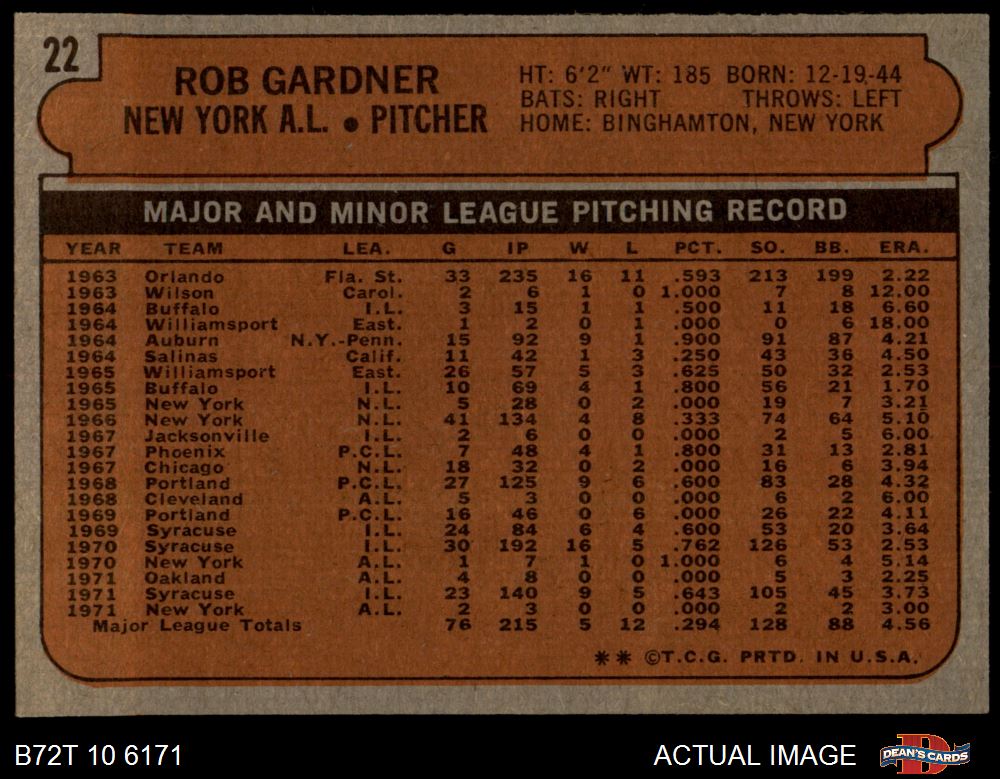 22
ROB GARDNER
NEW YORK A.L. • PITCHER
HT: 6'2" WT: 185 BORN: 12-19-44
BATS: RIGHT THROWS: LEFT
HOME: BINGHAMTON, NEW YORK
MAJOR AND MINOR LEAGUE PITCHING RECORD
YEAR TEAM LEA. G IP W L PCT. SO. BB. ERA.
1963 Orlando Fla. St. 33 235 16 11 .593 213 199 2.22
1963 Wilson Carol. 2 6 1 0 1.000 7 8 12.00
1964 Buffalo I.L. 3 15 1 1 .500 11 18 6.60
1964 Williamsport East. 1 2 0 1 .000 0 6 18.00
1964 Auburn N.Y.-Penn. 15 92 9 1 .900 91 87 4.21
1964 Salinas Calif. 11 42 1 3 .250 43 36 4.50
1965 Williamsport East. 26 57 5 3 .625 50 32 2.53
1965 Buffalo I.L. 10 69 4 1 .800 56 21 1.70
1965 New York N.L. 5 28 0 2 .000 19 7 3.21
1966 New York N.L. 41 134 4 8 .333 74 64 5.10
1967 Jacksonville I.L. 2 6 0 0 .000 2 5 6.00
1967 Phoenix P.C.L. 7 48 4 1 .800 31 13 2.81
1967 Chicago N.L. 18 32 0 2 .000 16 6 3.94
1968 Portland P.C.L. 27 125 9 6 .600 83 28 4.32
1968 Cleveland A.L. 5 3 0 0 .000 6 2 6.00
1969 Portland P.C.L. 16 46 0 6 .000 26 22 4.11
1969 Syracuse I.L. 24 84 6 4 .600 53 20 3.64
1970 Syracuse I.L. 30 192 16 5 .762 126 53 2.53
1970 New York A.L. 1 7 1 0 1.000 6 4 5.14
1971 Oakland A.L. 4 8 0 0 .000 5 3 2.25
1971 Syracuse I.L. 23 140 9 5 .643 105 45 3.73
1971 New York A.L. 2 3 0 0 .000 2 2 3.00
Major League Totals 76 215 5 12 .294 128 88 4.56
** ©T.C.G. PRTD. IN U.S.A.
B72T 10 6171
ACTUAL IMAGE
DEAN'S CARDS